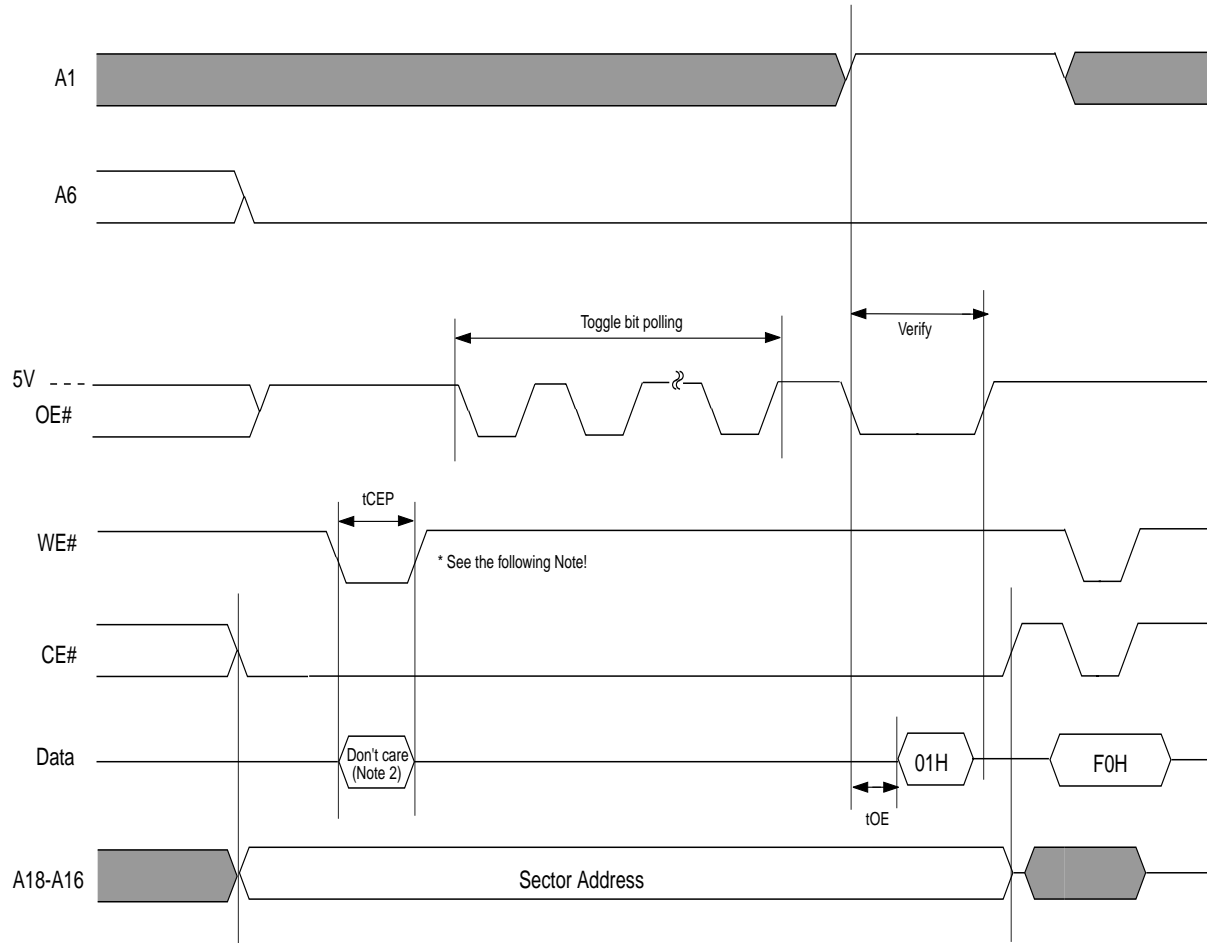 A1
A6
Toggle bit polling
Verify
5V
OE#
tCEP
WE#
* See the following Note!
CE#
Data
Don't care
(Note 2)
01H
F0H
tOE
A18-A16
Sector Address